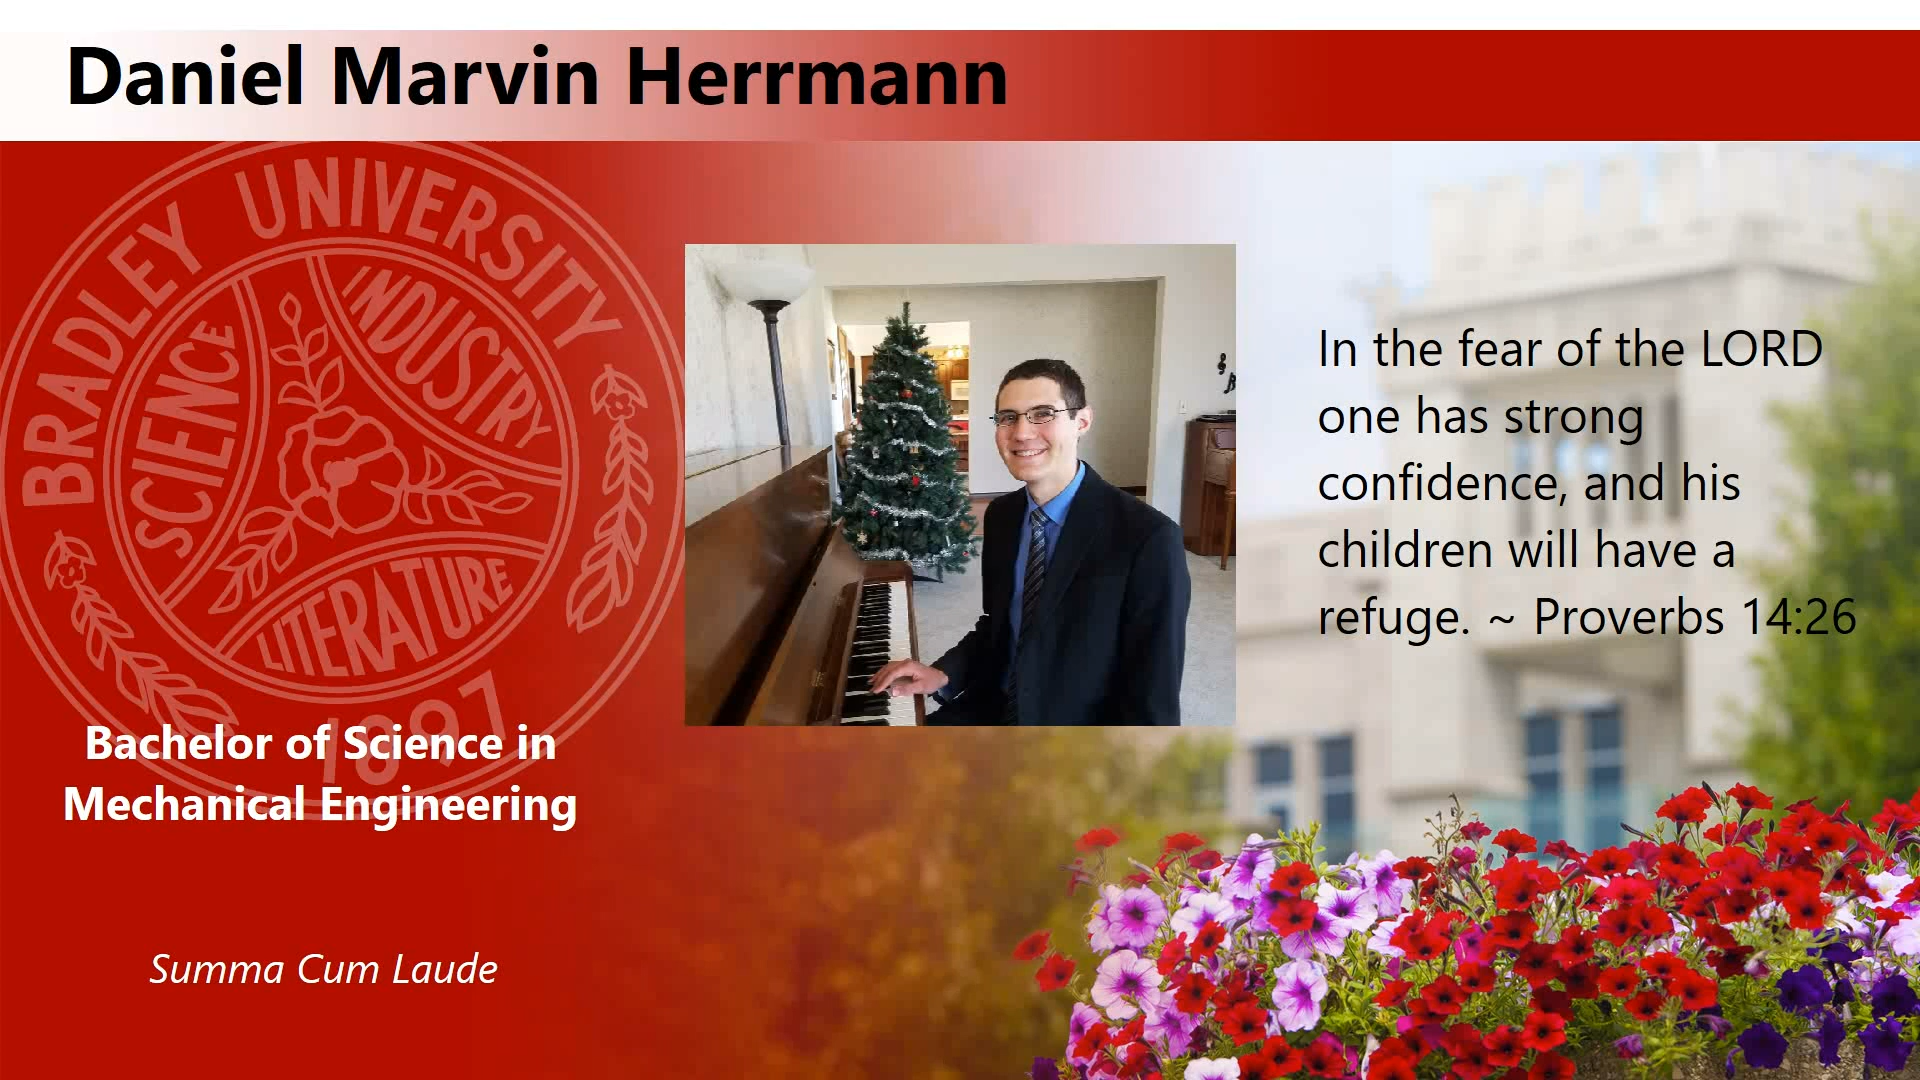 Daniel Marvin Herrmann
BRADLEY UNIVERSITY
SCIENCE
INDUSTRY
LITERATURE
1897
In the fear of the LORD
one has strong
confidence, and his
children will have a
refuge. ~ Proverbs 14:26
Bachelor of Science in
Mechanical Engineering
Summa Cum Laude